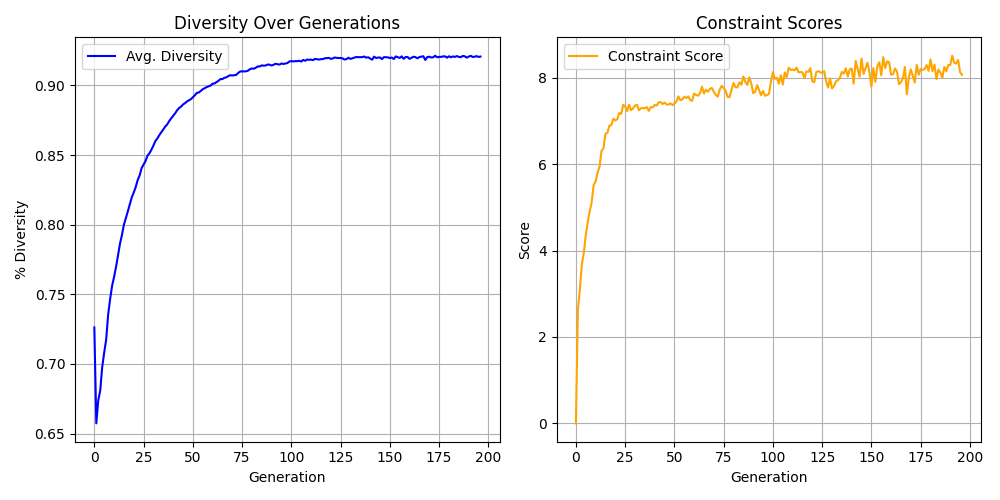 Diversity Over Generations
Avg. Diversity
% Diversity
0.90
0.85
0.80
0.75
0.70
0.65
0 25 50 75 100 125 150 175 200
Generation
Constraint Scores
Constraint Score
Score
8
6
4
2
0
0 25 50 75 100 125 150 175 200
Generation